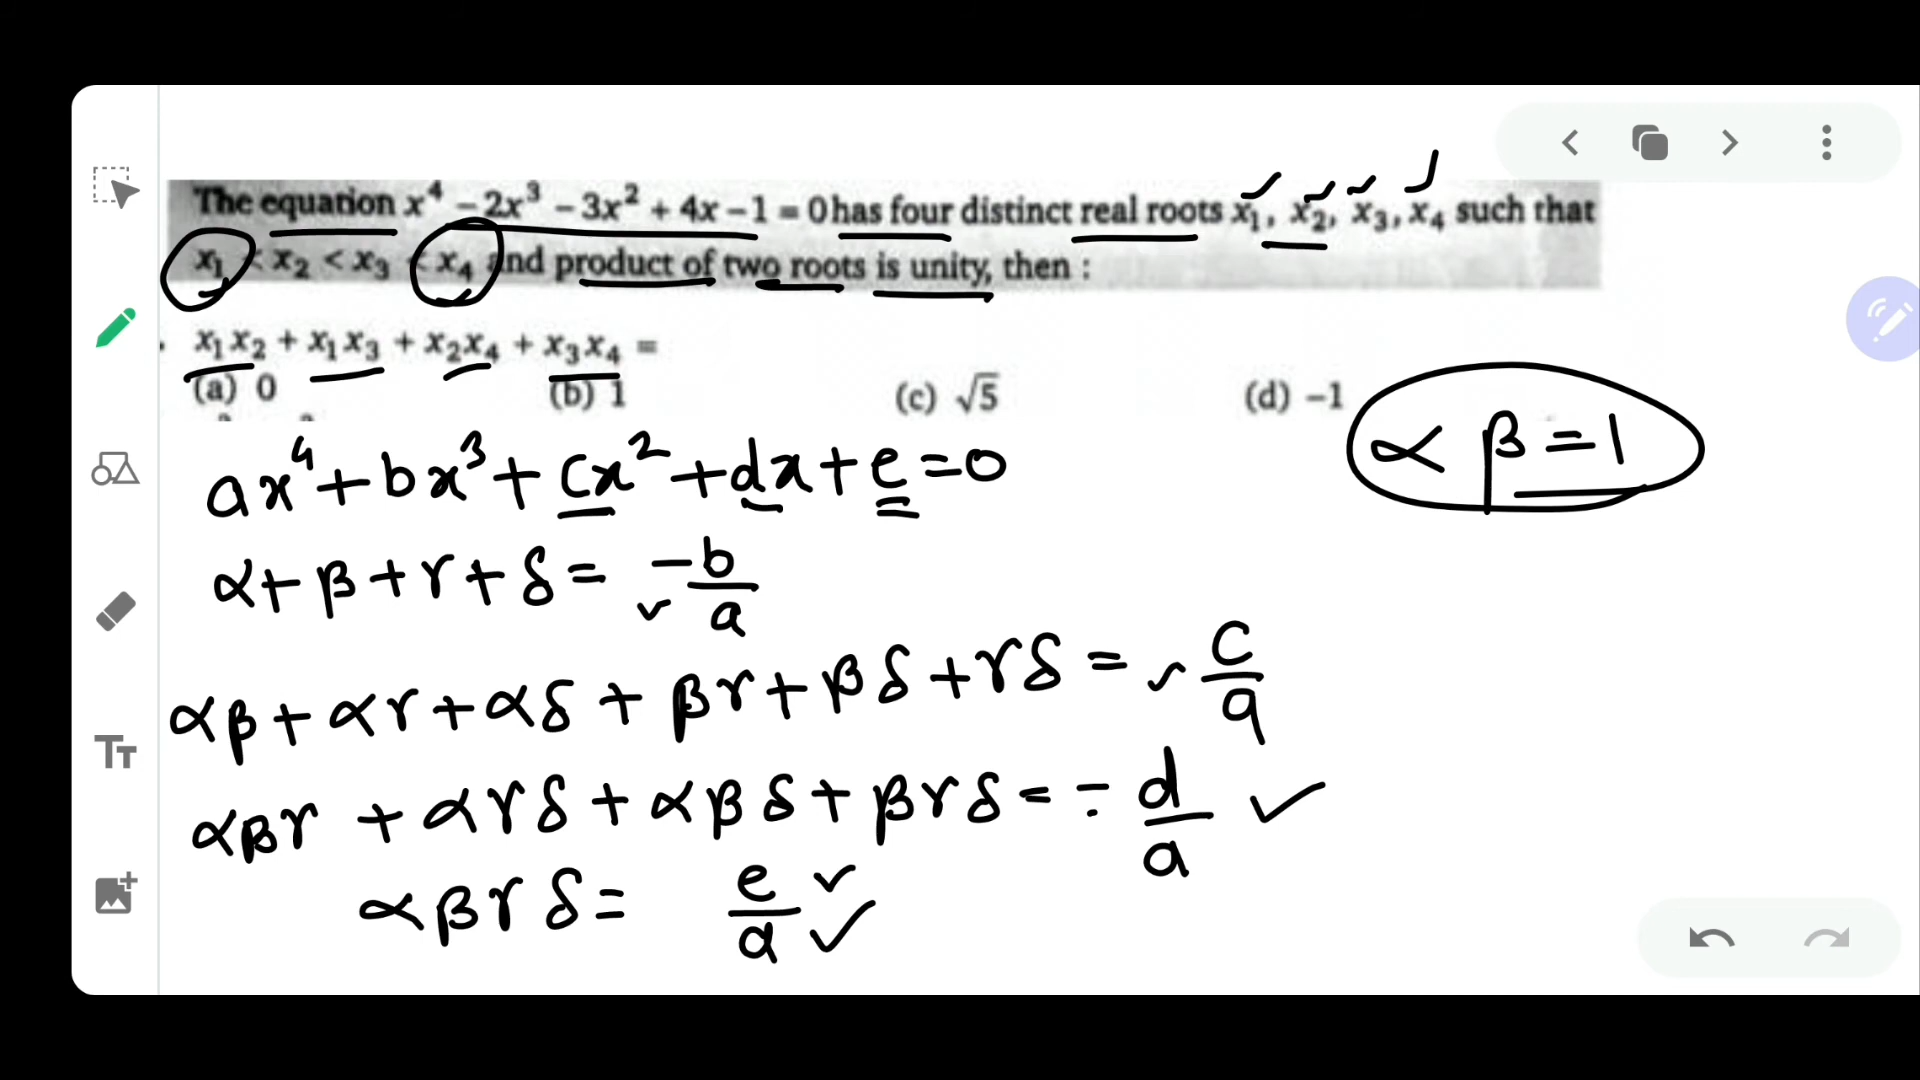 The equation x⁴ − 2x³ − 3x² + 4x − 1 = 0 has four distinct real roots x₁, x₂, x₃, x₄ such that
x₁ < x₂ < x₃ < x₄ and product of two roots is unity, then :
x₁x₂ + x₁x₃ + x₂x₄ + x₃x₄ =
(a) 0 (b) 1 (c) √5 (d) −1
αβ = 1
ax⁴ + bx³ + cx² + dx + e = 0
α + β + γ + δ = −b/a
αβ + αγ + αδ + βγ + βδ + γδ = c/a
αβγ + αγδ + αβδ + βγδ = − d/a
αβγδ = e/a
Tт